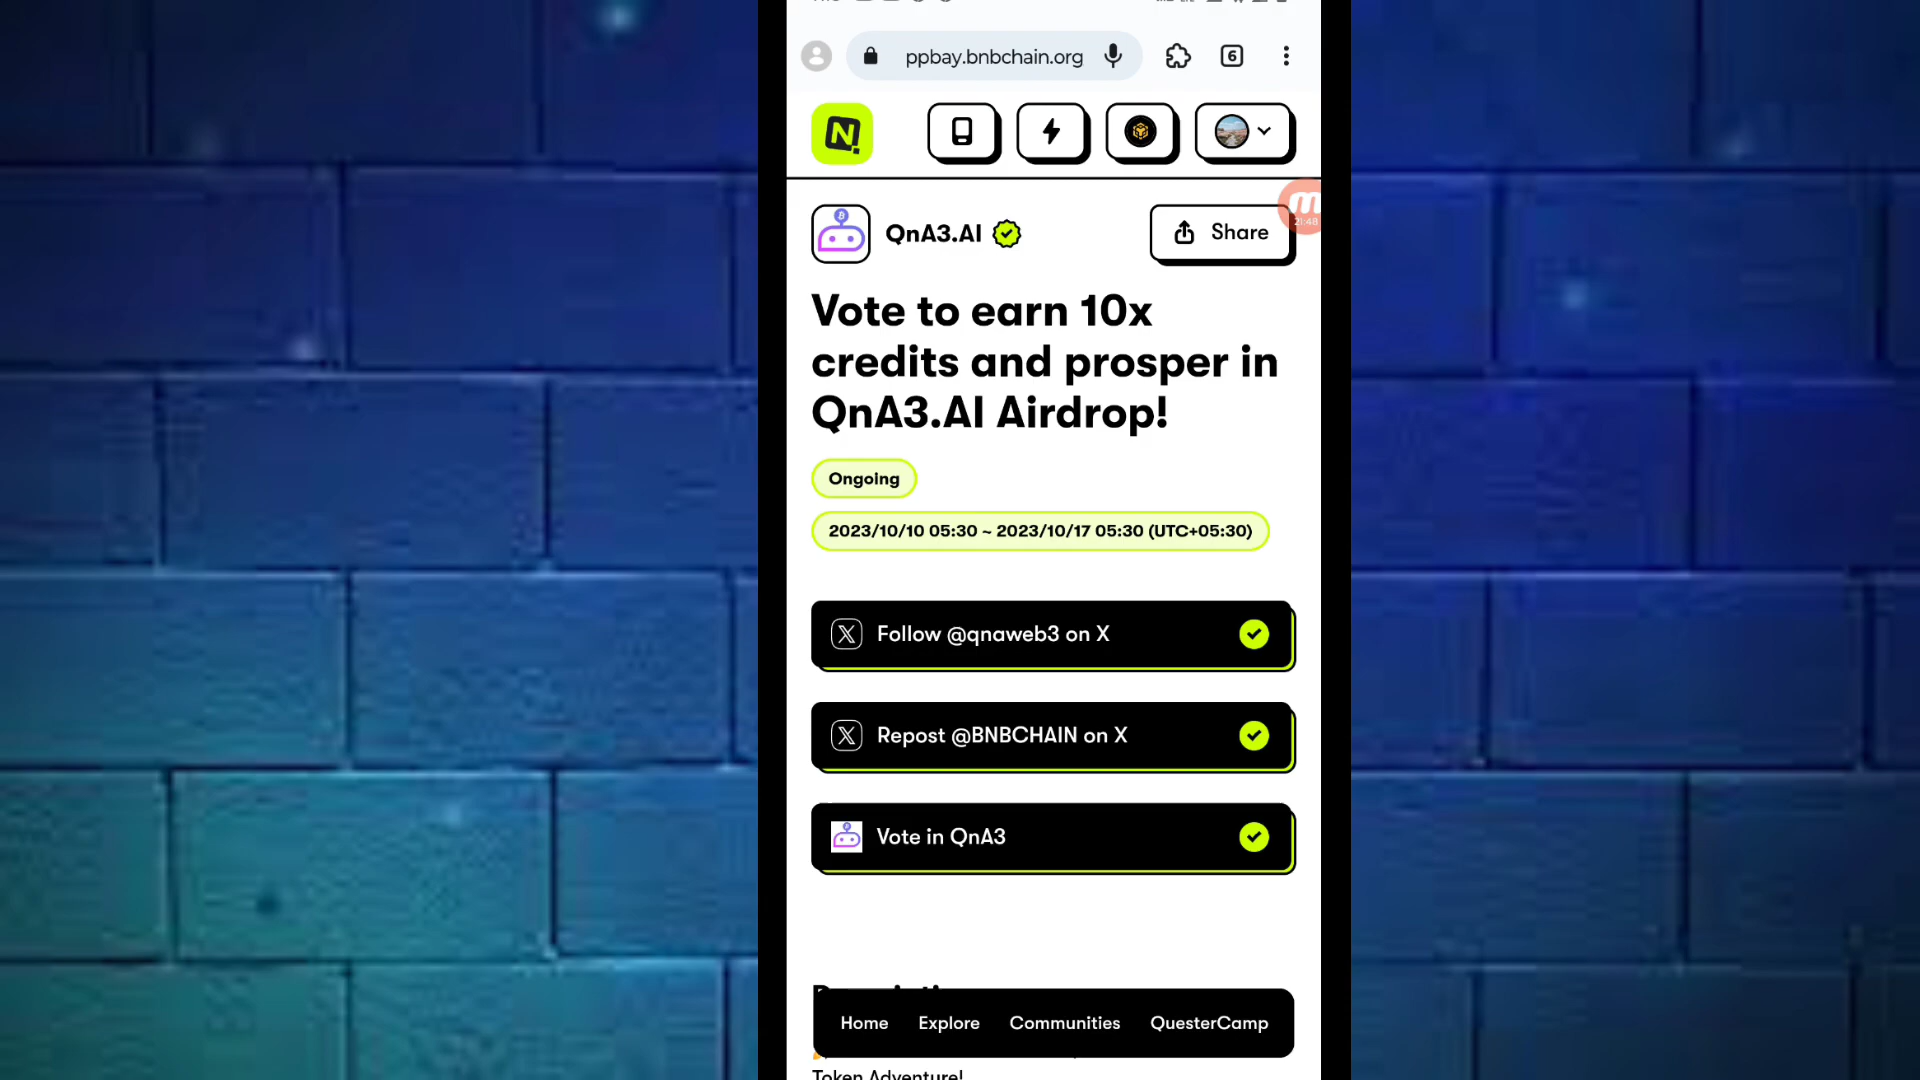 ppbay.bnbchain.org
6
N!
QnA3.AI
Share
21:48
Vote to earn 10x
credits and prosper in
QnA3.AI Airdrop!
Ongoing
2023/10/10 05:30 ~ 2023/10/17 05:30 (UTC+05:30)
Follow @qnaweb3 on X
Repost @BNBCHAIN on X
Vote in QnA3
Home Explore Communities QuesterCamp
Token Adventure!